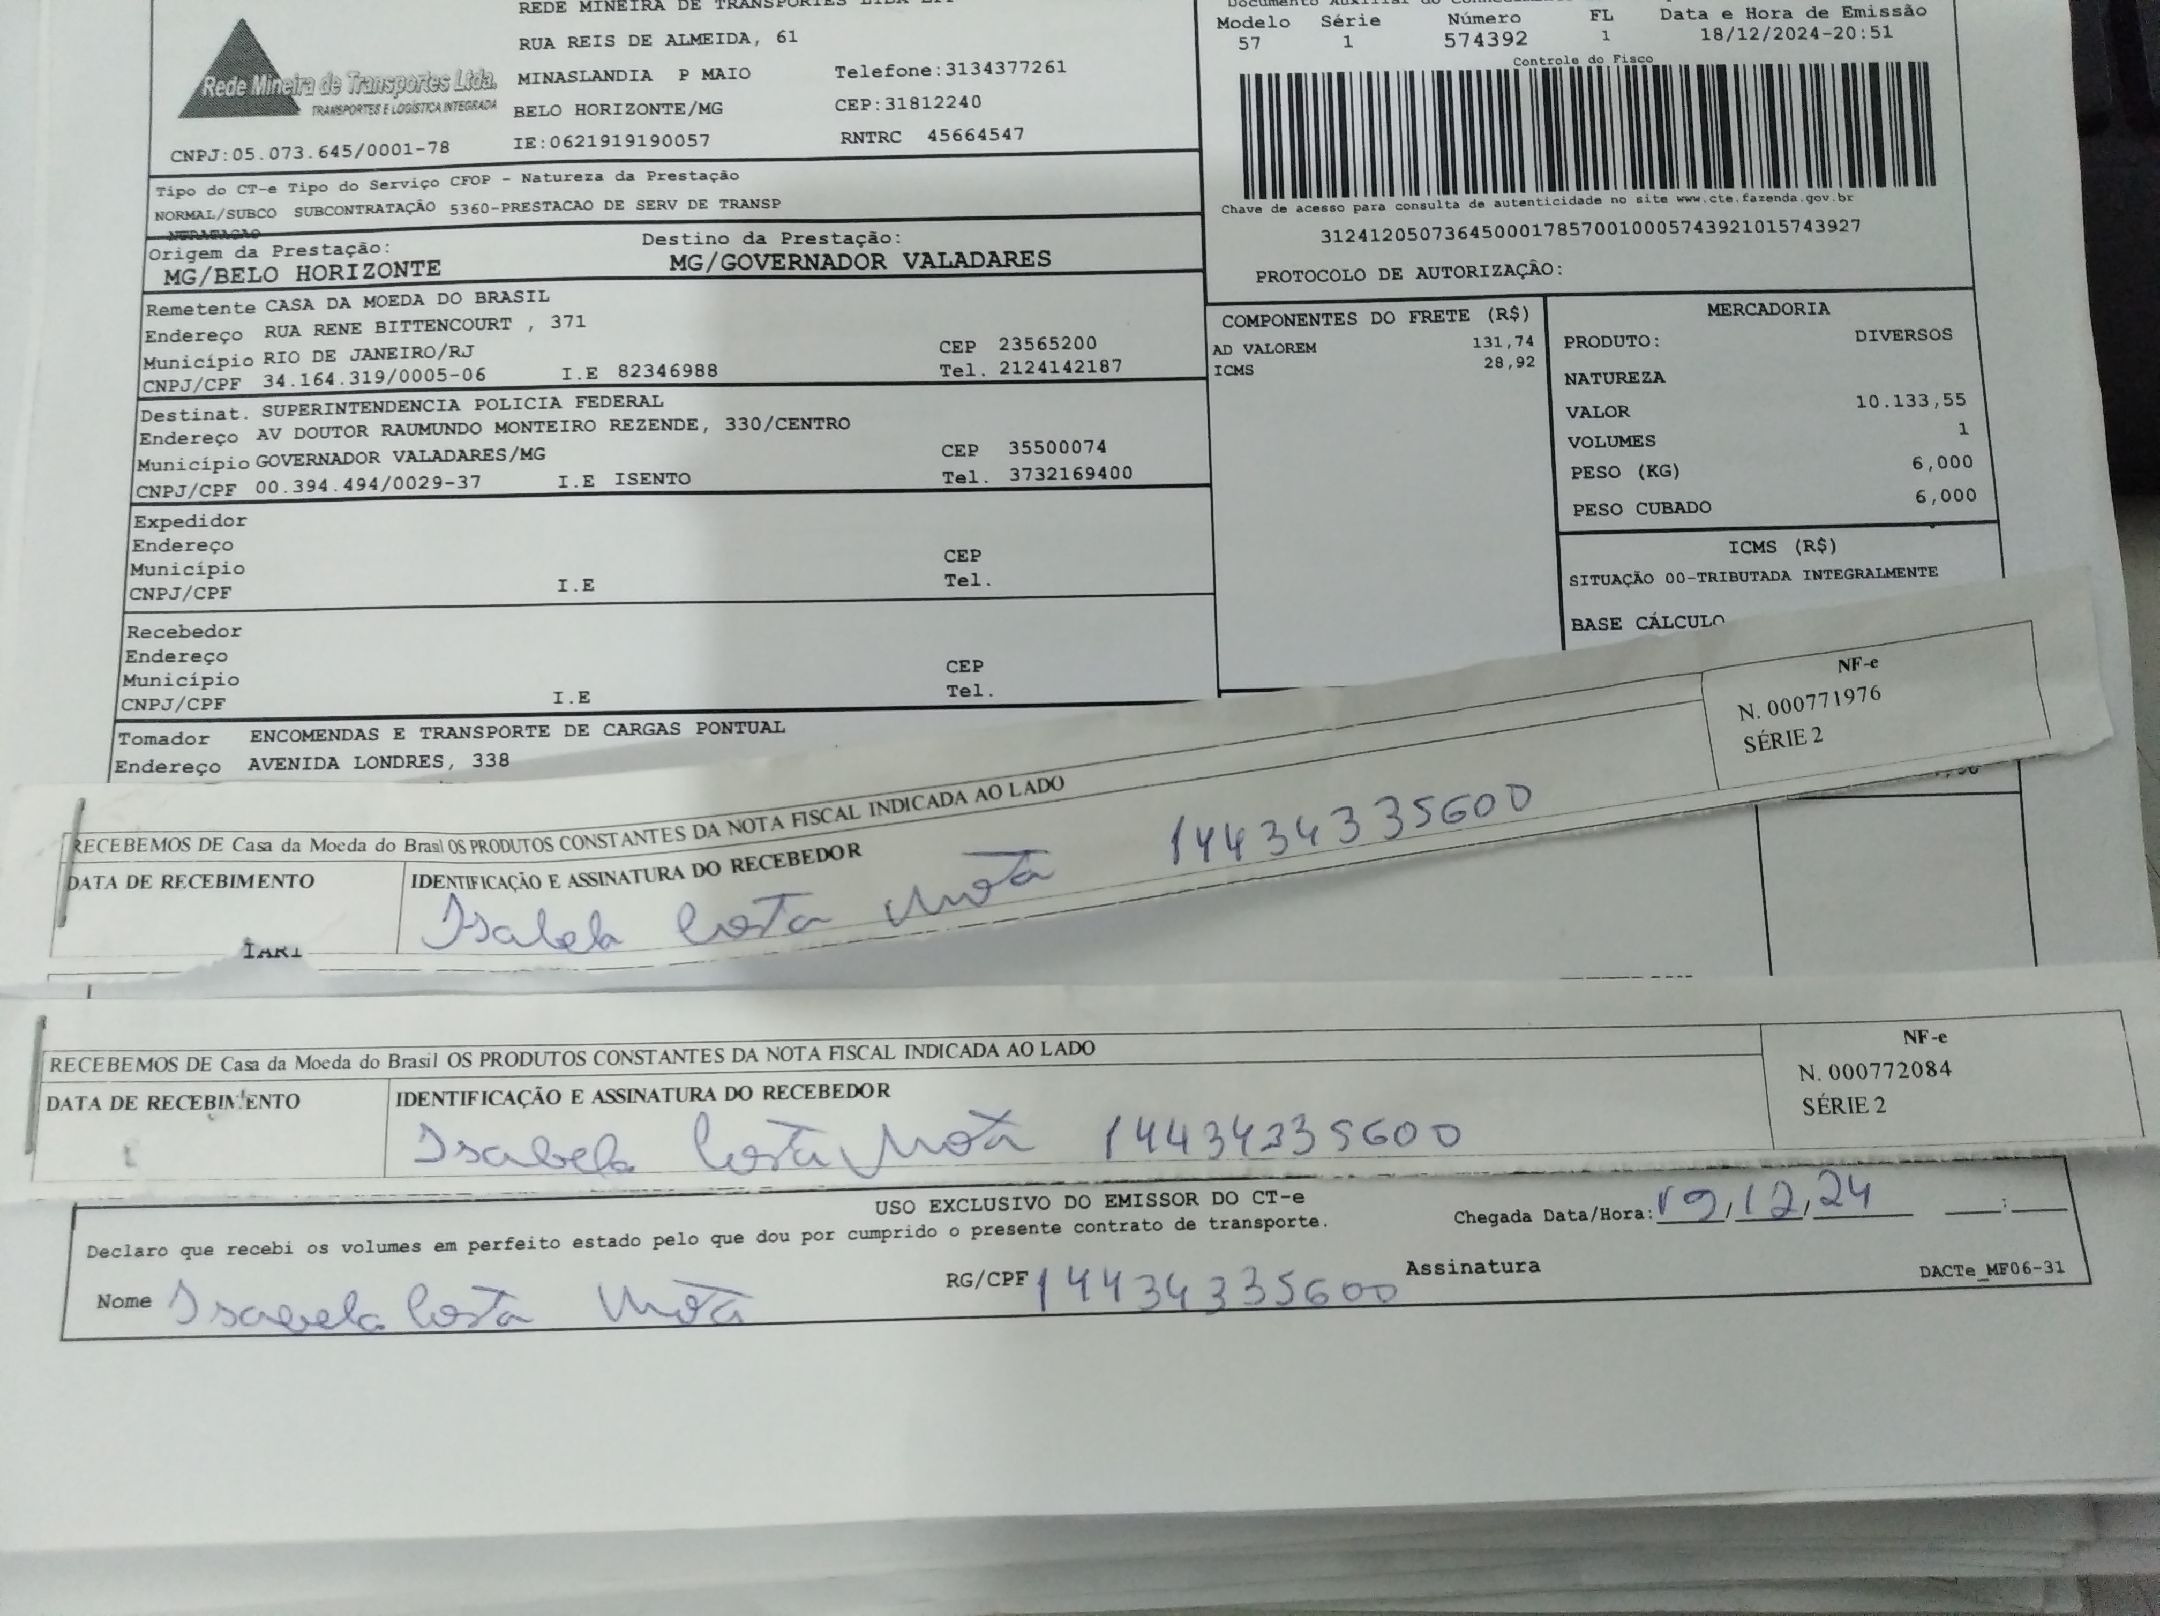 REDE MINEIRA DE TRANSPORTES LTDA
RUA REIS DE ALMEIDA, 61
MINASLANDIA P MAIO Telefone:3134377261
Rede Mineira de Transportes Ltda.
TRANSPORTES E LOGÍSTICA INTEGRADA
BELO HORIZONTE/MG CEP:31812240
CNPJ:05.073.645/0001-78 IE:0621919190057 RNTRC 45664547
Modelo Série Número FL Data e Hora de Emissão
57 1 574392 1 18/12/2024-20:51
Controle do Fisco
Chave de acesso para consulta de autenticidade no site www.cte.fazenda.gov.br
31241205073645000178570010005743921015743927
PROTOCOLO DE AUTORIZAÇÃO:
Tipo do CT-e Tipo do Serviço CFOP - Natureza da Prestação
NORMAL/SUBCO SUBCONTRATAÇÃO 5360-PRESTACAO DE SERV DE TRANSP
Origem da Prestação: Destino da Prestação:
MG/BELO HORIZONTE MG/GOVERNADOR VALADARES
Remetente CASA DA MOEDA DO BRASIL
Endereço RUA RENE BITTENCOURT , 371
Município RIO DE JANEIRO/RJ CEP 23565200
CNPJ/CPF 34.164.319/0005-06 I.E 82346988 Tel. 2124142187
Destinat. SUPERINTENDENCIA POLICIA FEDERAL
Endereço AV DOUTOR RAUMUNDO MONTEIRO REZENDE, 330/CENTRO
Município GOVERNADOR VALADARES/MG CEP 35500074
CNPJ/CPF 00.394.494/0029-37 I.E ISENTO Tel. 3732169400
Expedidor
Endereço
Município CEP
CNPJ/CPF I.E Tel.
Recebedor
Endereço
Município CEP
CNPJ/CPF I.E Tel.
Tomador ENCOMENDAS E TRANSPORTE DE CARGAS PONTUAL
Endereço AVENIDA LONDRES, 338
COMPONENTES DO FRETE (R$)
AD VALOREM 131,74
ICMS 28,92
MERCADORIA
PRODUTO: DIVERSOS
NATUREZA
VALOR 10.133,55
VOLUMES 1
PESO (KG) 6,000
PESO CUBADO 6,000
ICMS (R$)
SITUAÇÃO 00-TRIBUTADA INTEGRALMENTE
BASE CÁLCULO
RECEBEMOS DE Casa da Moeda do Brasil OS PRODUTOS CONSTANTES DA NOTA FISCAL INDICADA AO LADO
DATA DE RECEBIMENTO IDENTIFICAÇÃO E ASSINATURA DO RECEBEDOR
Isabela Costa Mota 14434335600
NF-e
N. 000771976
SÉRIE 2
RECEBEMOS DE Casa da Moeda do Brasil OS PRODUTOS CONSTANTES DA NOTA FISCAL INDICADA AO LADO
DATA DE RECEBIMENTO IDENTIFICAÇÃO E ASSINATURA DO RECEBEDOR
Isabela Costa Mota 14434335600
NF-e
N. 000772084
SÉRIE 2
USO EXCLUSIVO DO EMISSOR DO CT-e
Declaro que recebi os volumes em perfeito estado pelo que dou por cumprido o presente contrato de transporte.
Chegada Data/Hora: 19/12/24 :
Nome Isabela Costa Mota RG/CPF 14434335600 Assinatura
DACTe_MF06-31